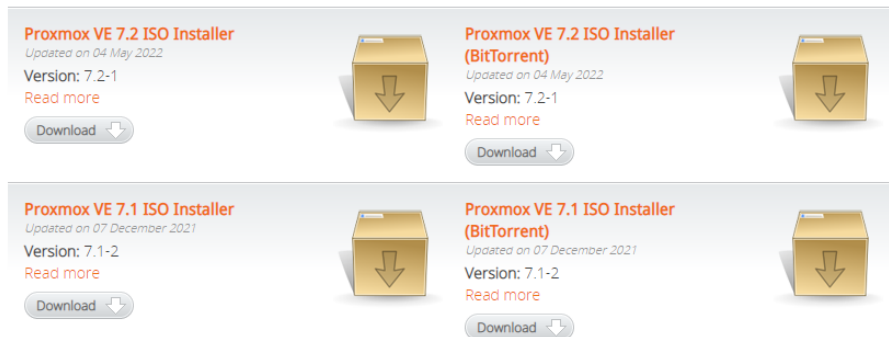 Proxmox VE 7.2 ISO Installer
Updated on 04 May 2022
Version: 7.2-1
Read more
Download
Proxmox VE 7.2 ISO Installer
(BitTorrent)
Updated on 04 May 2022
Version: 7.2-1
Read more
Download
Proxmox VE 7.1 ISO Installer
Updated on 07 December 2021
Version: 7.1-2
Read more
Download
Proxmox VE 7.1 ISO Installer
(BitTorrent)
Updated on 07 December 2021
Version: 7.1-2
Read more
Download